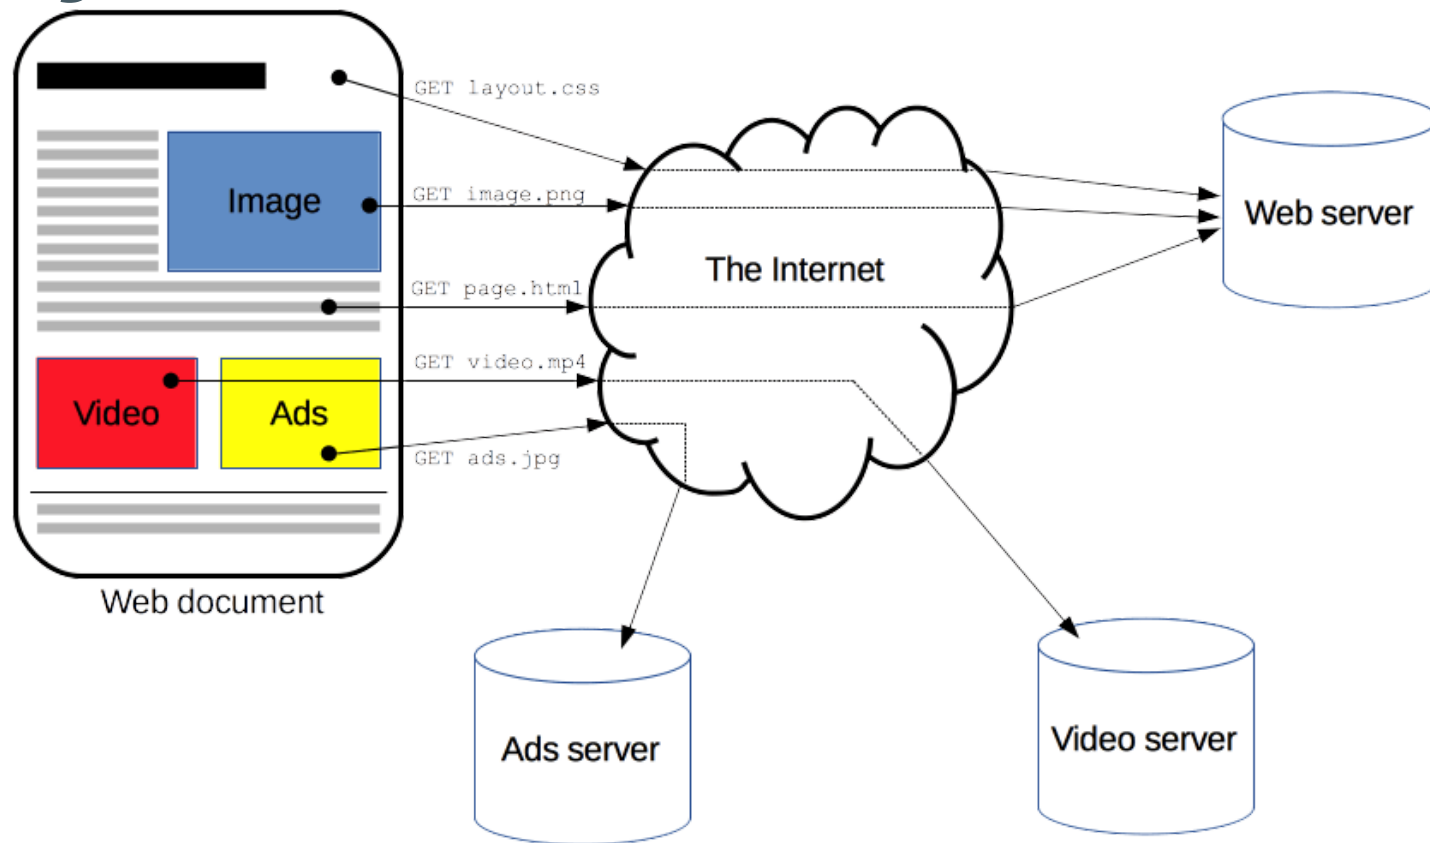 GET layout.css
GET image.png
Image
Web server
The Internet
GET page.html
GET video.mp4
Video
Ads
GET ads.jpg
Web document
Ads server
Video server